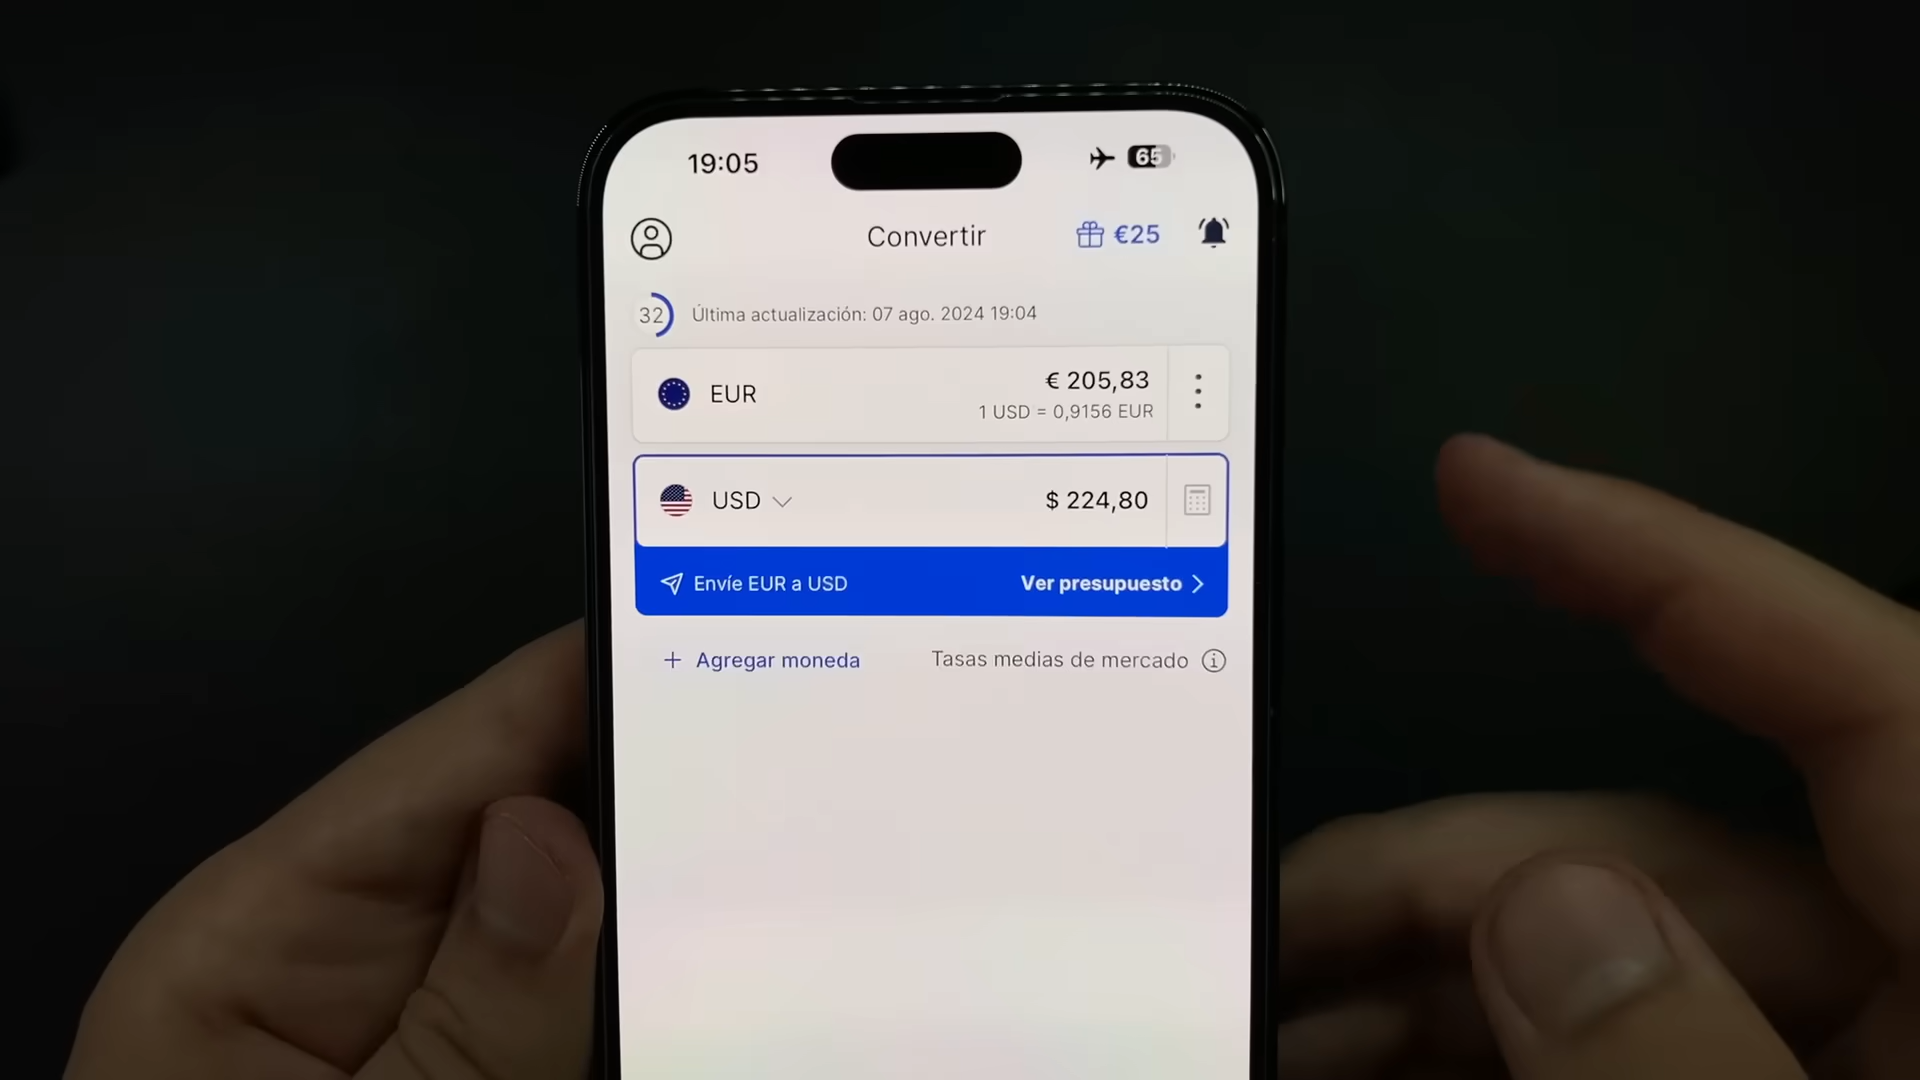 19:05
65
Convertir
€25
32
Última actualización: 07 ago. 2024 19:04
EUR
€ 205,83
1 USD = 0,9156 EUR
USD
$ 224,80
Envíe EUR a USD
Ver presupuesto
+ Agregar moneda
Tasas medias de mercado